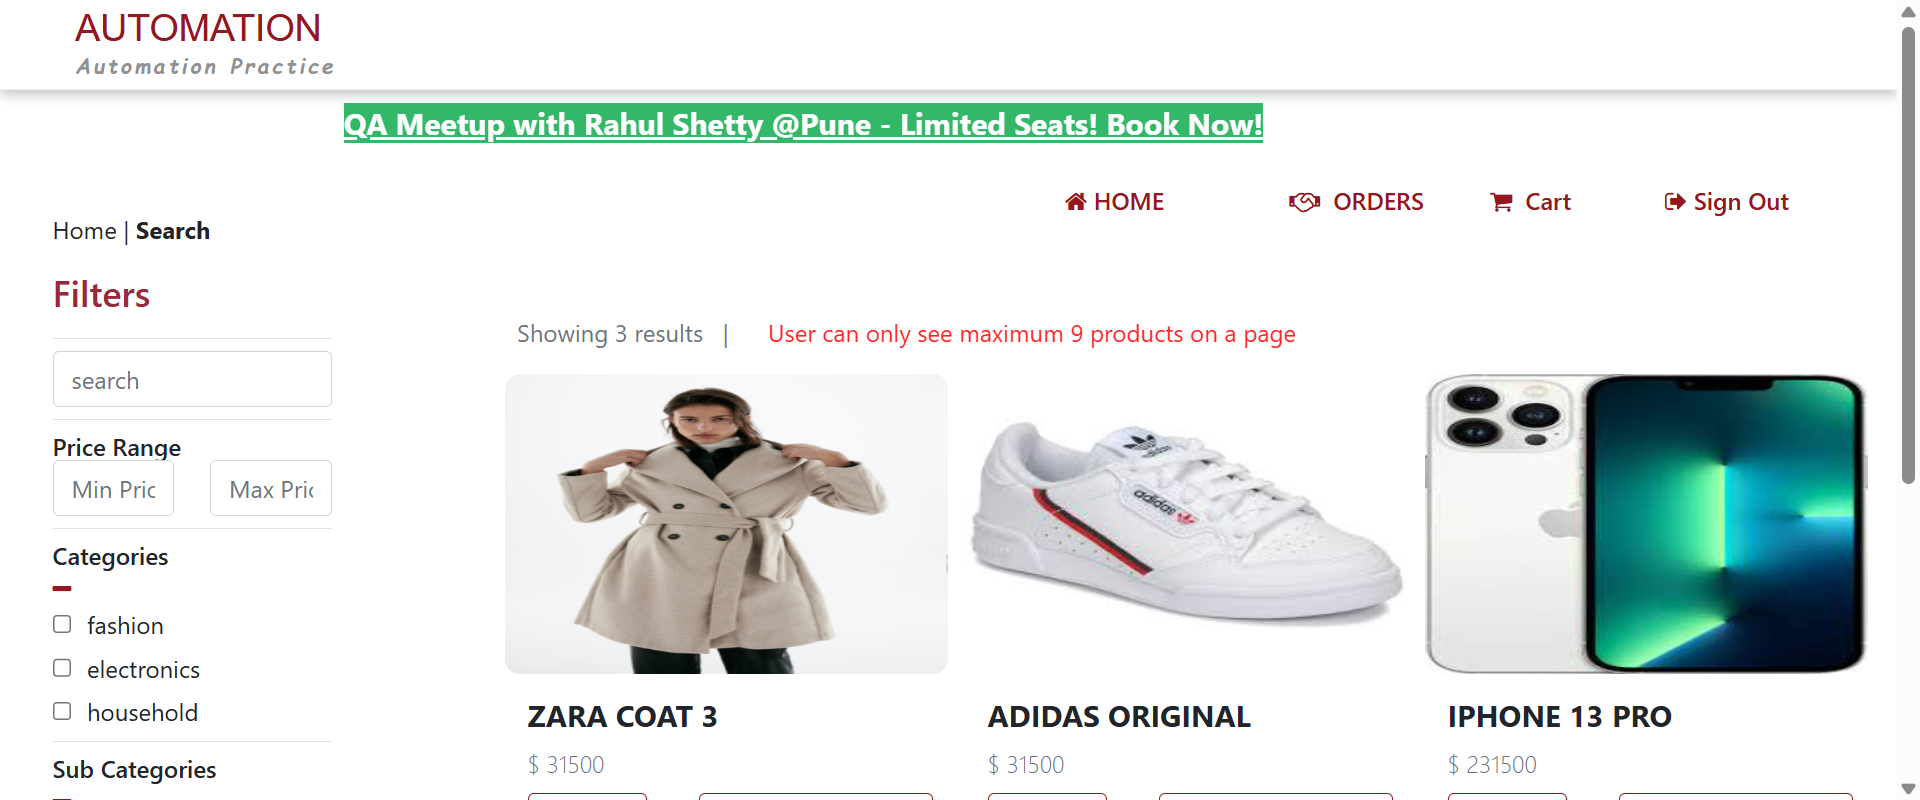 AUTOMATION
Automation Practice
QA Meetup with Rahul Shetty @Pune - Limited Seats! Book Now!
HOME
ORDERS
Cart
Sign Out
Home | Search
Filters
Showing 3 results |
User can only see maximum 9 products on a page
search
Price Range
Min Pric
Max Pric
Categories
fashion
electronics
household
Sub Categories
adidas
adidas
ZARA COAT 3
$ 31500
ADIDAS ORIGINAL
$ 31500
IPHONE 13 PRO
$ 231500